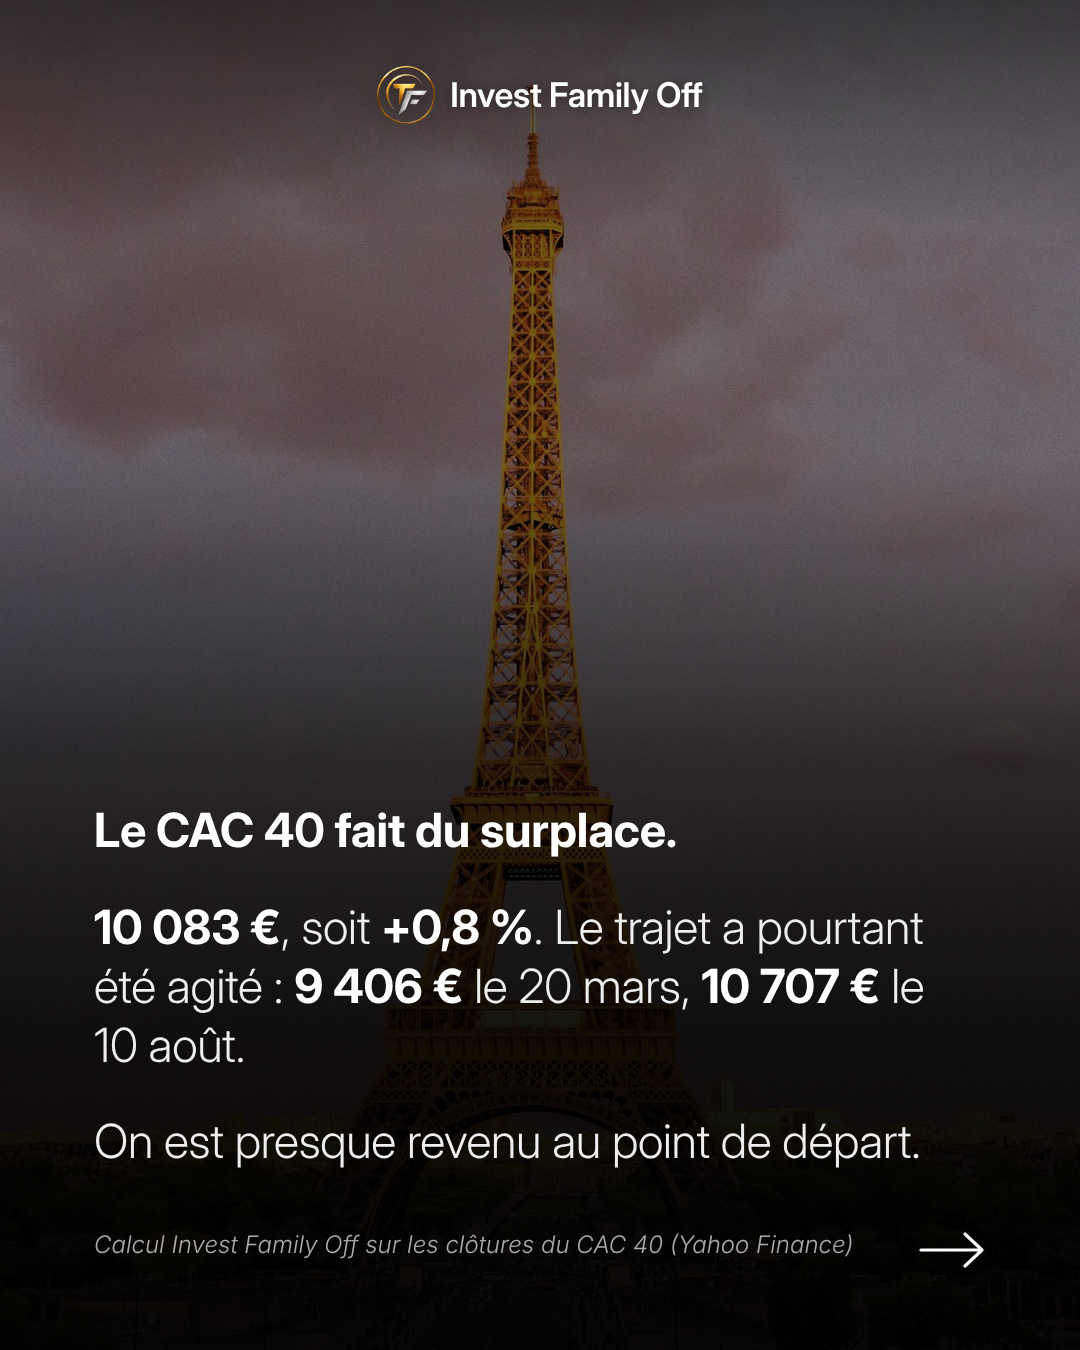 TF Invest Family Off
Le CAC 40 fait du surplace.
10 083 €, soit +0,8 %. Le trajet a pourtant
été agité : 9 406 € le 20 mars, 10 707 € le
10 août.
On est presque revenu au point de départ.
Calcul Invest Family Off sur les clôtures du CAC 40 (Yahoo Finance)